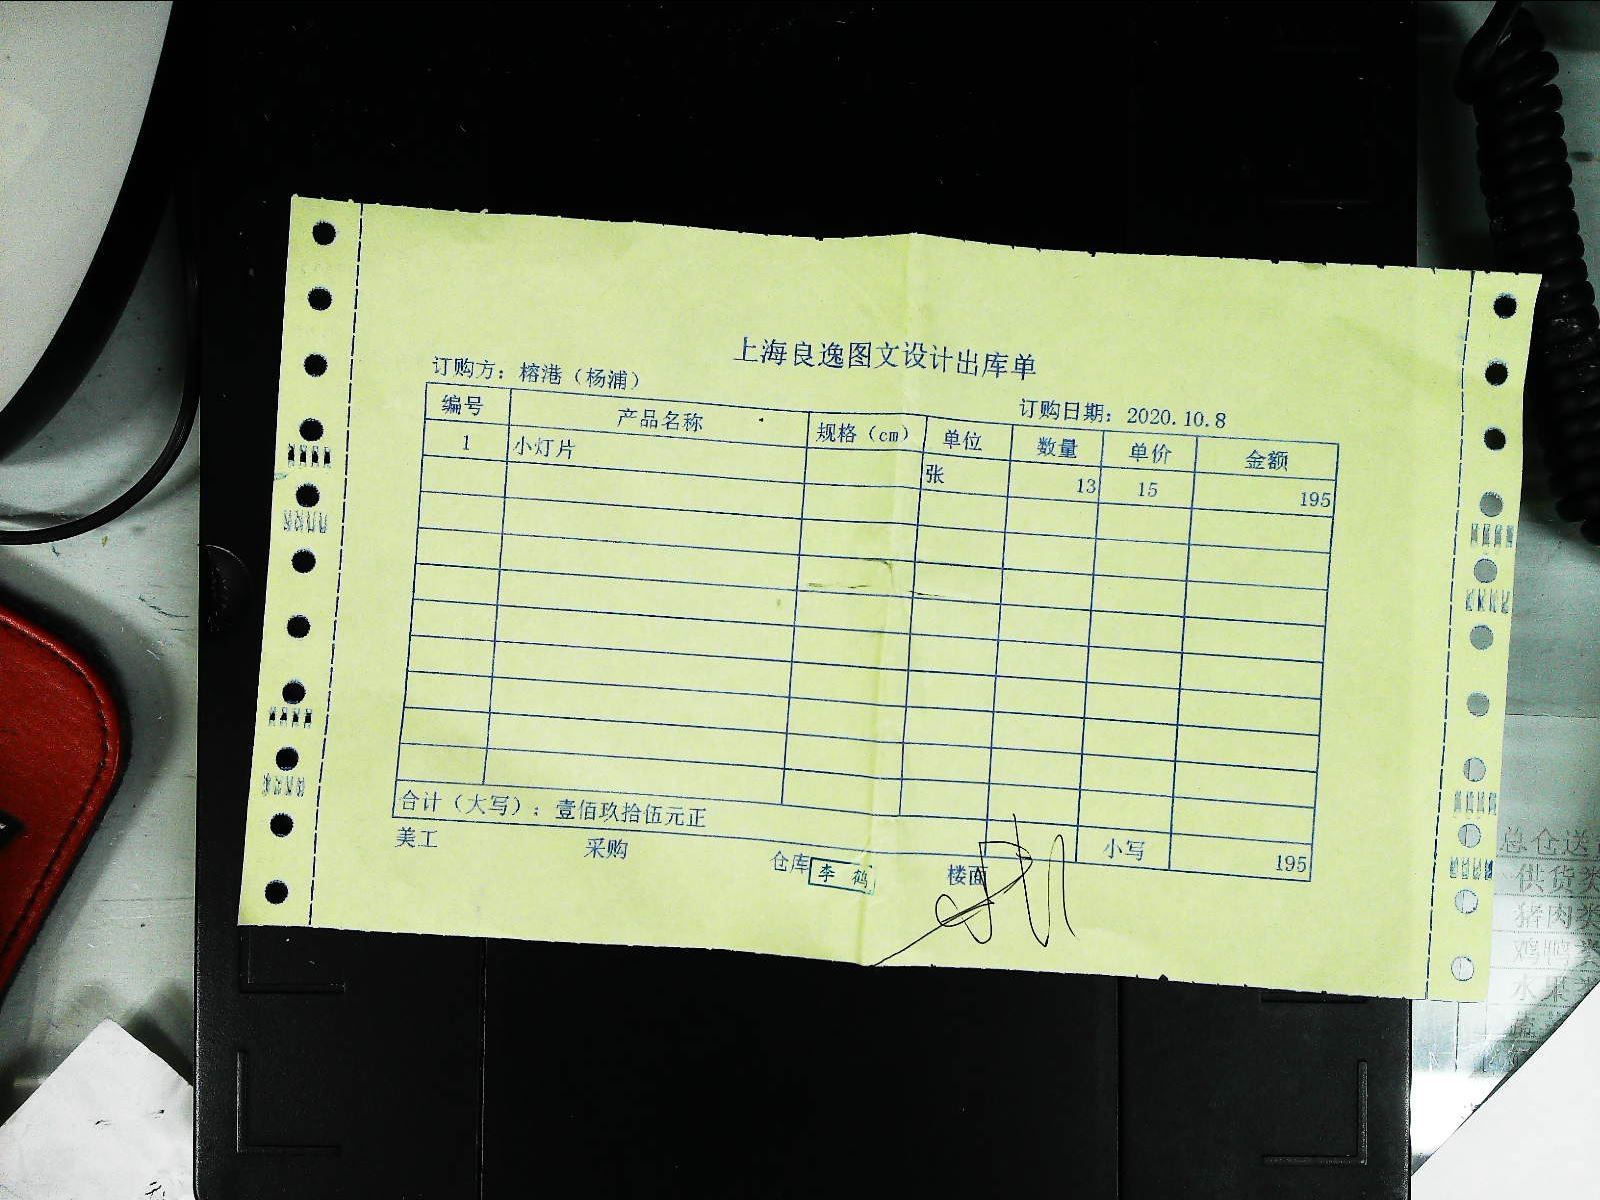 上海良逸图文设计出库单
订购方：榕港（杨浦）
订购日期：2020.10.8
编号 产品名称 规格（cm） 单位 数量 单价 金额
1 小灯片 张 13 15 195
合计（大写）：壹佰玖拾伍元正 小写 195
美工 采购 仓库 李 鹤 楼面
总仓送
供货类
猪肉类
鸡鸭类
水果类